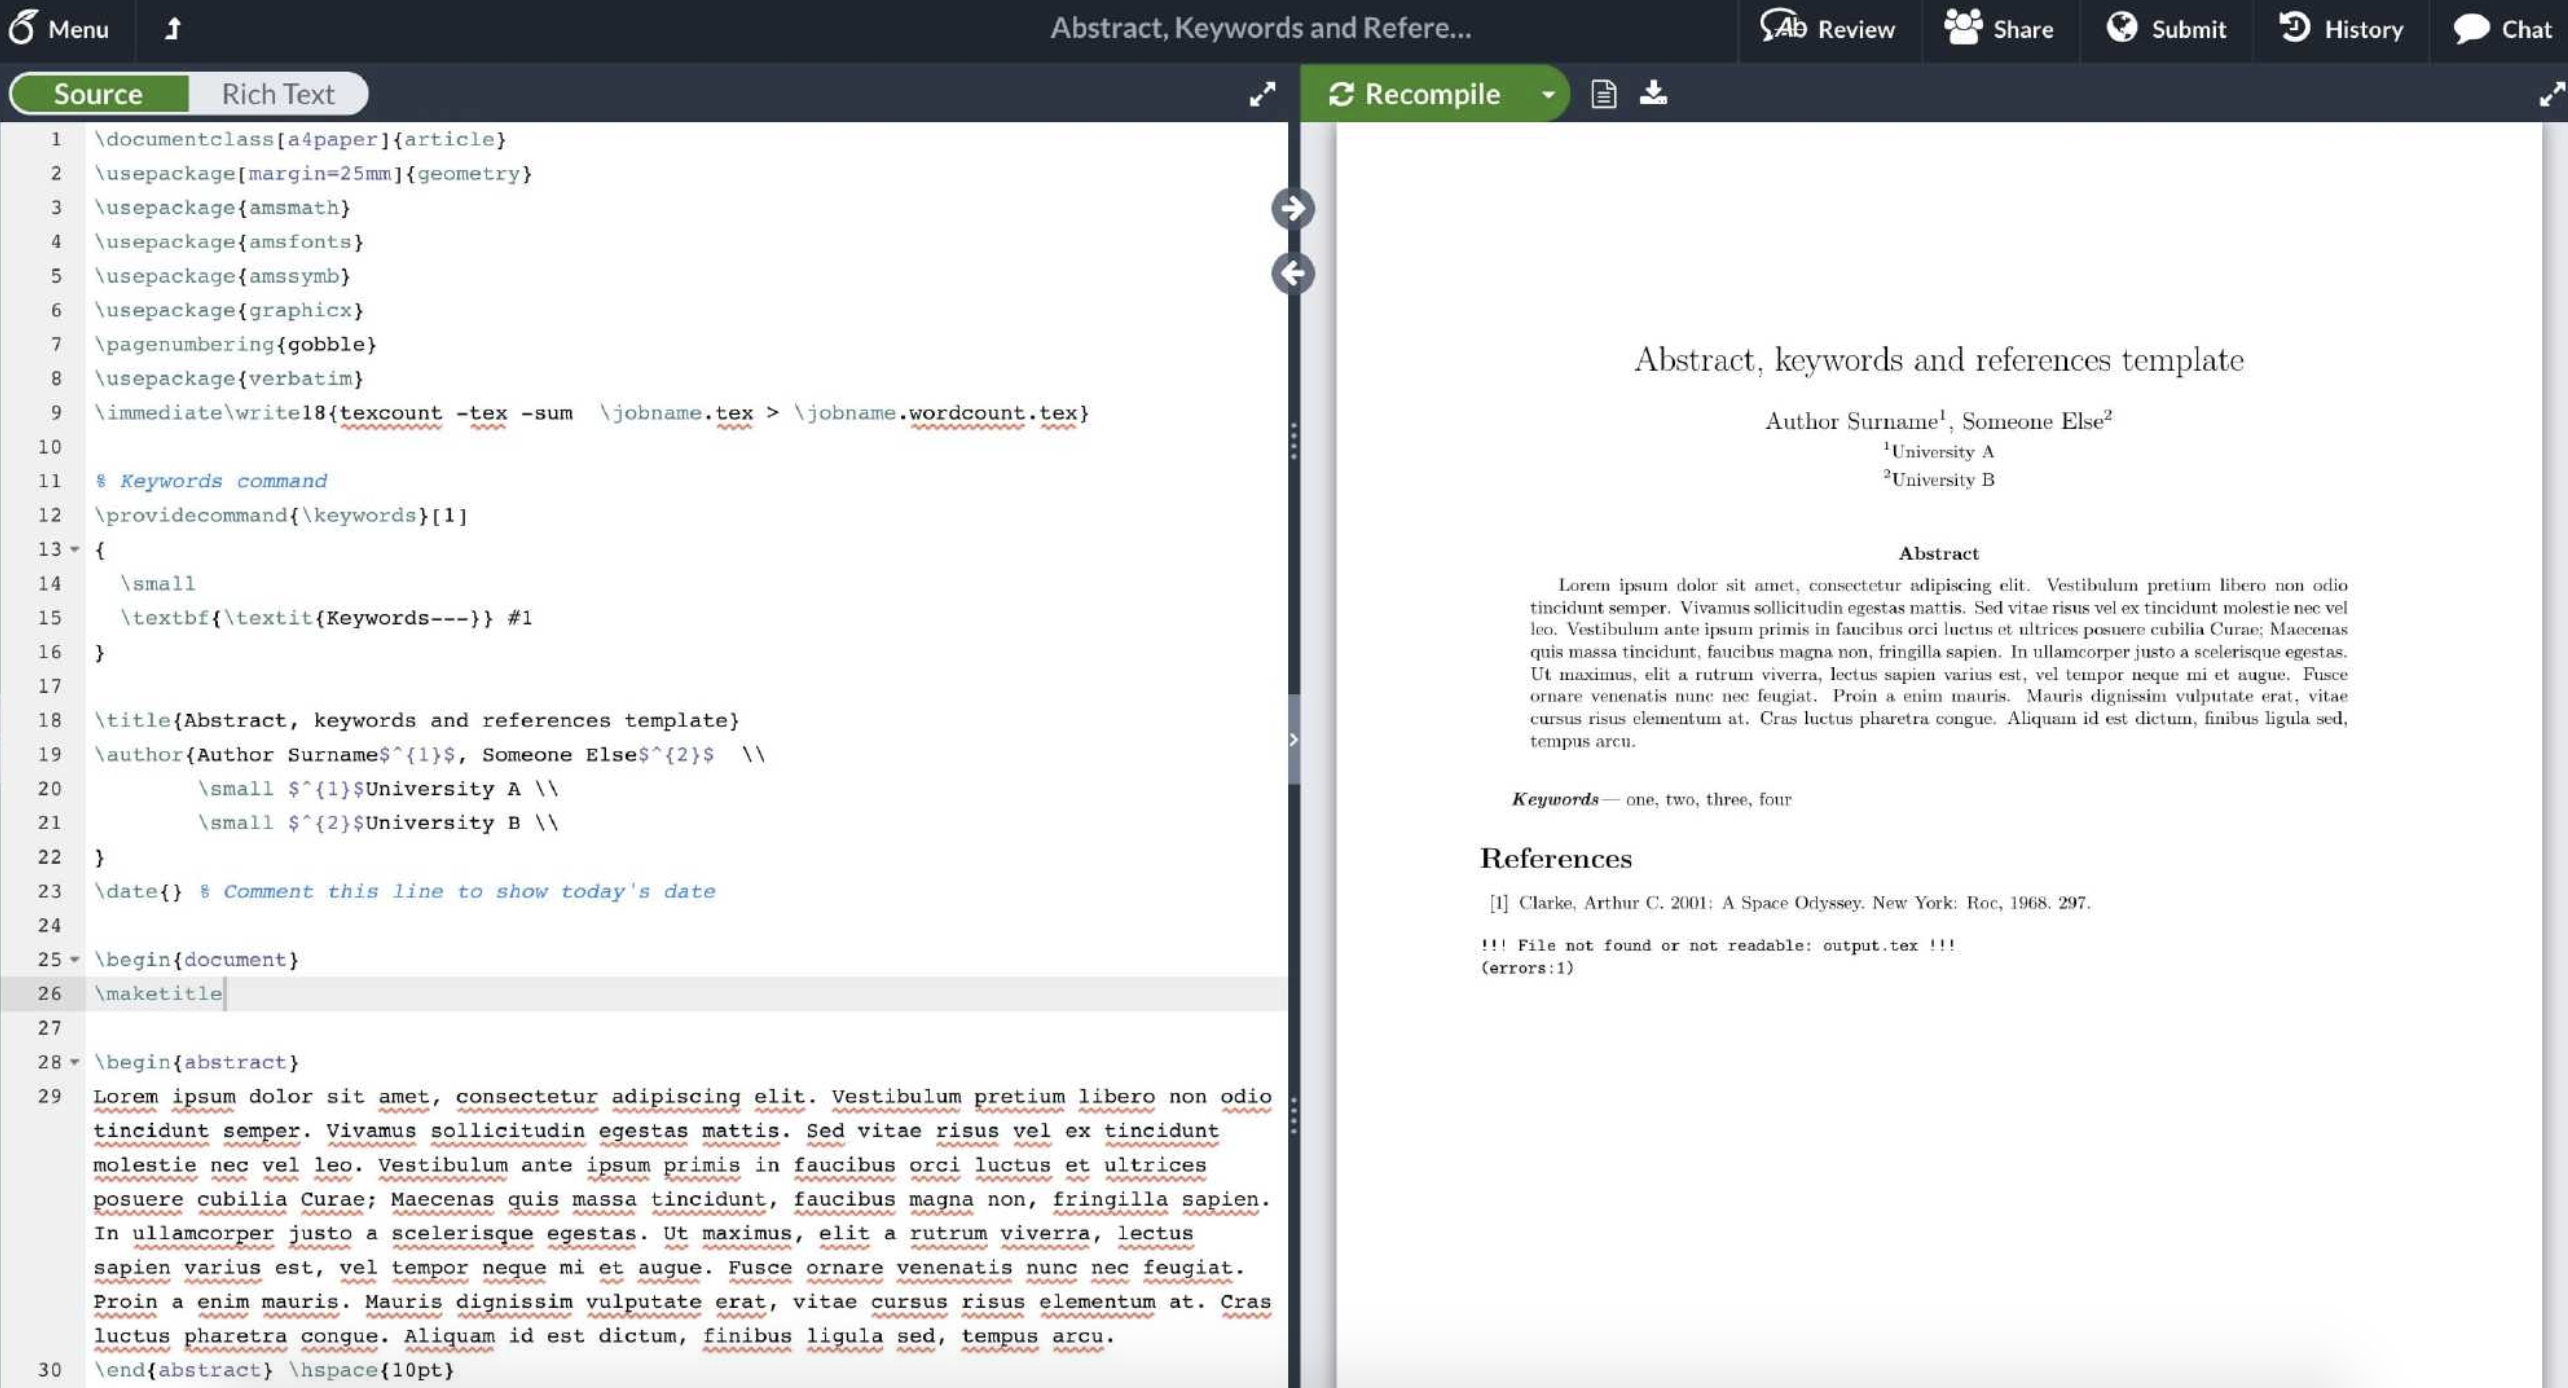 Menu
Abstract, Keywords and Refere...
Review
Share
Submit
History
Chat
Source
Rich Text
Recompile
1 \documentclass[a4paper]{article}
2 \usepackage[margin=25mm]{geometry}
3 \usepackage{amsmath}
4 \usepackage{amsfonts}
5 \usepackage{amssymb}
6 \usepackage{graphicx}
7 \pagenumbering{gobble}
8 \usepackage{verbatim}
9 \immediate\write18{texcount -tex -sum  \jobname.tex > \jobname.wordcount.tex}
10
11 % Keywords command
12 \providecommand{\keywords}[1]
13 {
14   \small
15   \textbf{\textit{Keywords---}} #1
16 }
17
18 \title{Abstract, keywords and references template}
19 \author{Author Surname$^{1}$, Someone Else$^{2}$  \\
20         \small $^{1}$University A \\
21         \small $^{2}$University B \\
22 }
23 \date{} % Comment this line to show today's date
24
25 \begin{document}
26 \maketitle
27
28 \begin{abstract}
29 Lorem ipsum dolor sit amet, consectetur adipiscing elit. Vestibulum pretium libero non odio
tincidunt semper. Vivamus sollicitudin egestas mattis. Sed vitae risus vel ex tincidunt
molestie nec vel leo. Vestibulum ante ipsum primis in faucibus orci luctus et ultrices
posuere cubilia Curae; Maecenas quis massa tincidunt, faucibus magna non, fringilla sapien.
In ullamcorper justo a scelerisque egestas. Ut maximus, elit a rutrum viverra, lectus
sapien varius est, vel tempor neque mi et augue. Fusce ornare venenatis nunc nec feugiat.
Proin a enim mauris. Mauris dignissim vulputate erat, vitae cursus risus elementum at. Cras
luctus pharetra congue. Aliquam id est dictum, finibus ligula sed, tempus arcu.
30 \end{abstract} \hspace{10pt}
Abstract, keywords and references template
Author Surname¹, Someone Else²
¹University A
²University B
Abstract
Lorem ipsum dolor sit amet, consectetur adipiscing elit. Vestibulum pretium libero non odio
tincidunt semper. Vivamus sollicitudin egestas mattis. Sed vitae risus vel ex tincidunt molestie nec vel
leo. Vestibulum ante ipsum primis in faucibus orci luctus et ultrices posuere cubilia Curae; Maecenas
quis massa tincidunt, faucibus magna non, fringilla sapien. In ullamcorper justo a scelerisque egestas.
Ut maximus, elit a rutrum viverra, lectus sapien varius est, vel tempor neque mi et augue. Fusce
ornare venenatis nunc nec feugiat. Proin a enim mauris. Mauris dignissim vulputate erat, vitae
cursus risus elementum at. Cras luctus pharetra congue. Aliquam id est dictum, finibus ligula sed,
tempus arcu.
Keywords— one, two, three, four
References
[1] Clarke, Arthur C. 2001: A Space Odyssey. New York: Roc, 1968. 297.
!!! File not found or not readable: output.tex !!!
(errors:1)